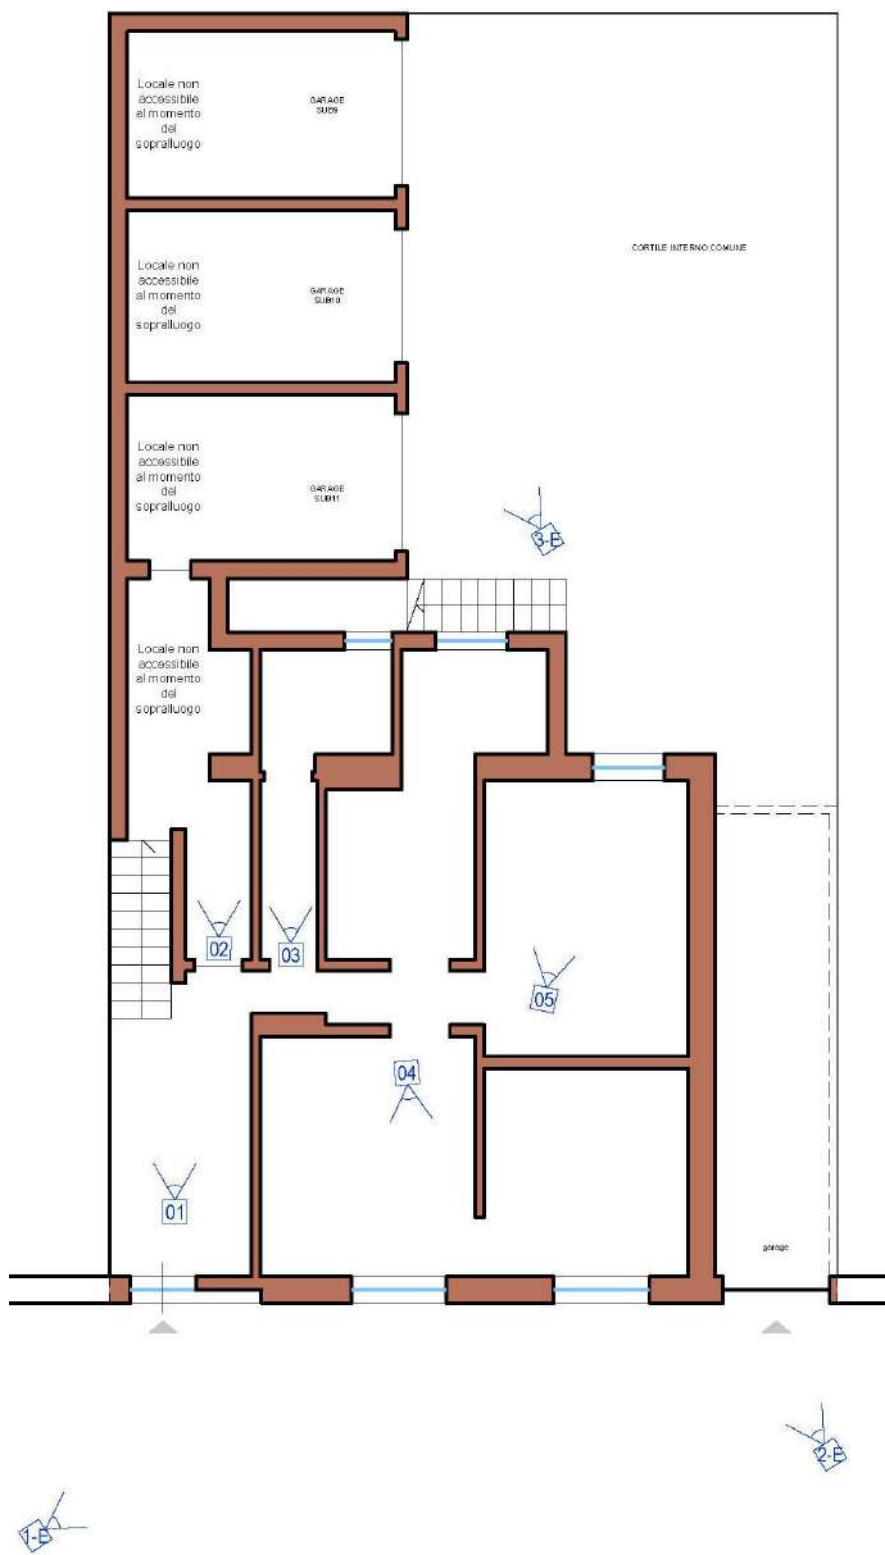 Locale non
accessibile
al momento
del
sopralluogo
GARAGE
SUB9
CORTILE INTERNO COMUNE
Locale non
accessibile
al momento
del
sopralluogo
GARAGE
SUB10
Locale non
accessibile
al momento
del
sopralluogo
GARAGE
SUB11
3-E
Locale non
accessibile
al momento
del
sopralluogo
02
03
05
04
01
garage
2-E
1-E